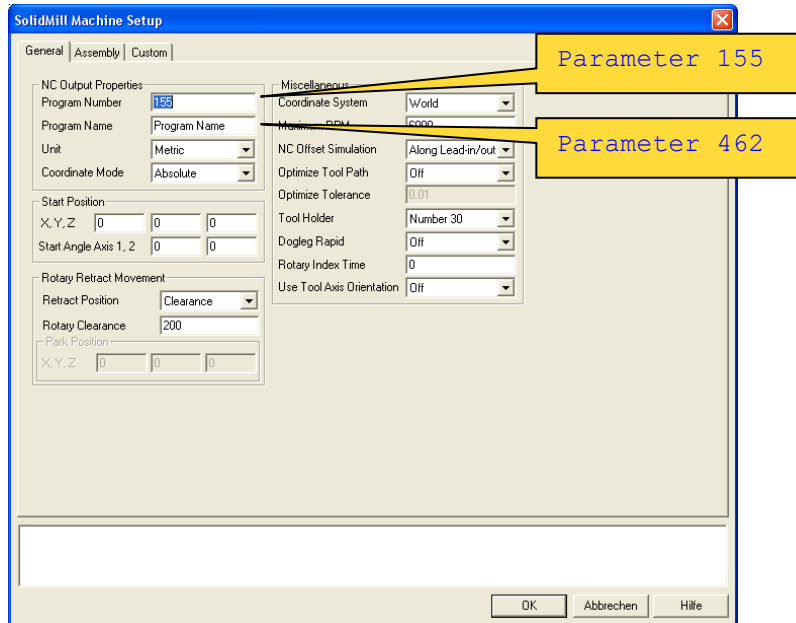 SolidMill Machine Setup
General Assembly Custom
Parameter 155
NC Output Properties
Program Number 155
Program Name Program Name
Unit Metric
Coordinate Mode Absolute
Start Position
X,Y,Z 0 0 0
Start Angle Axis 1, 2 0 0
Rotary Retract Movement
Retract Position Clearance
Rotary Clearance 200
Park Position
X,Y,Z 0 0 0
Miscellaneous
Coordinate System World
Maximum RPM 6000
Parameter 462
NC Offset Simulation Along Lead-in/out
Optimize Tool Path Off
Optimize Tolerance 0.01
Tool Holder Number 30
Dogleg Rapid Off
Rotary Index Time 0
Use Tool Axis Orientation Off
OK Abbrechen Hilfe